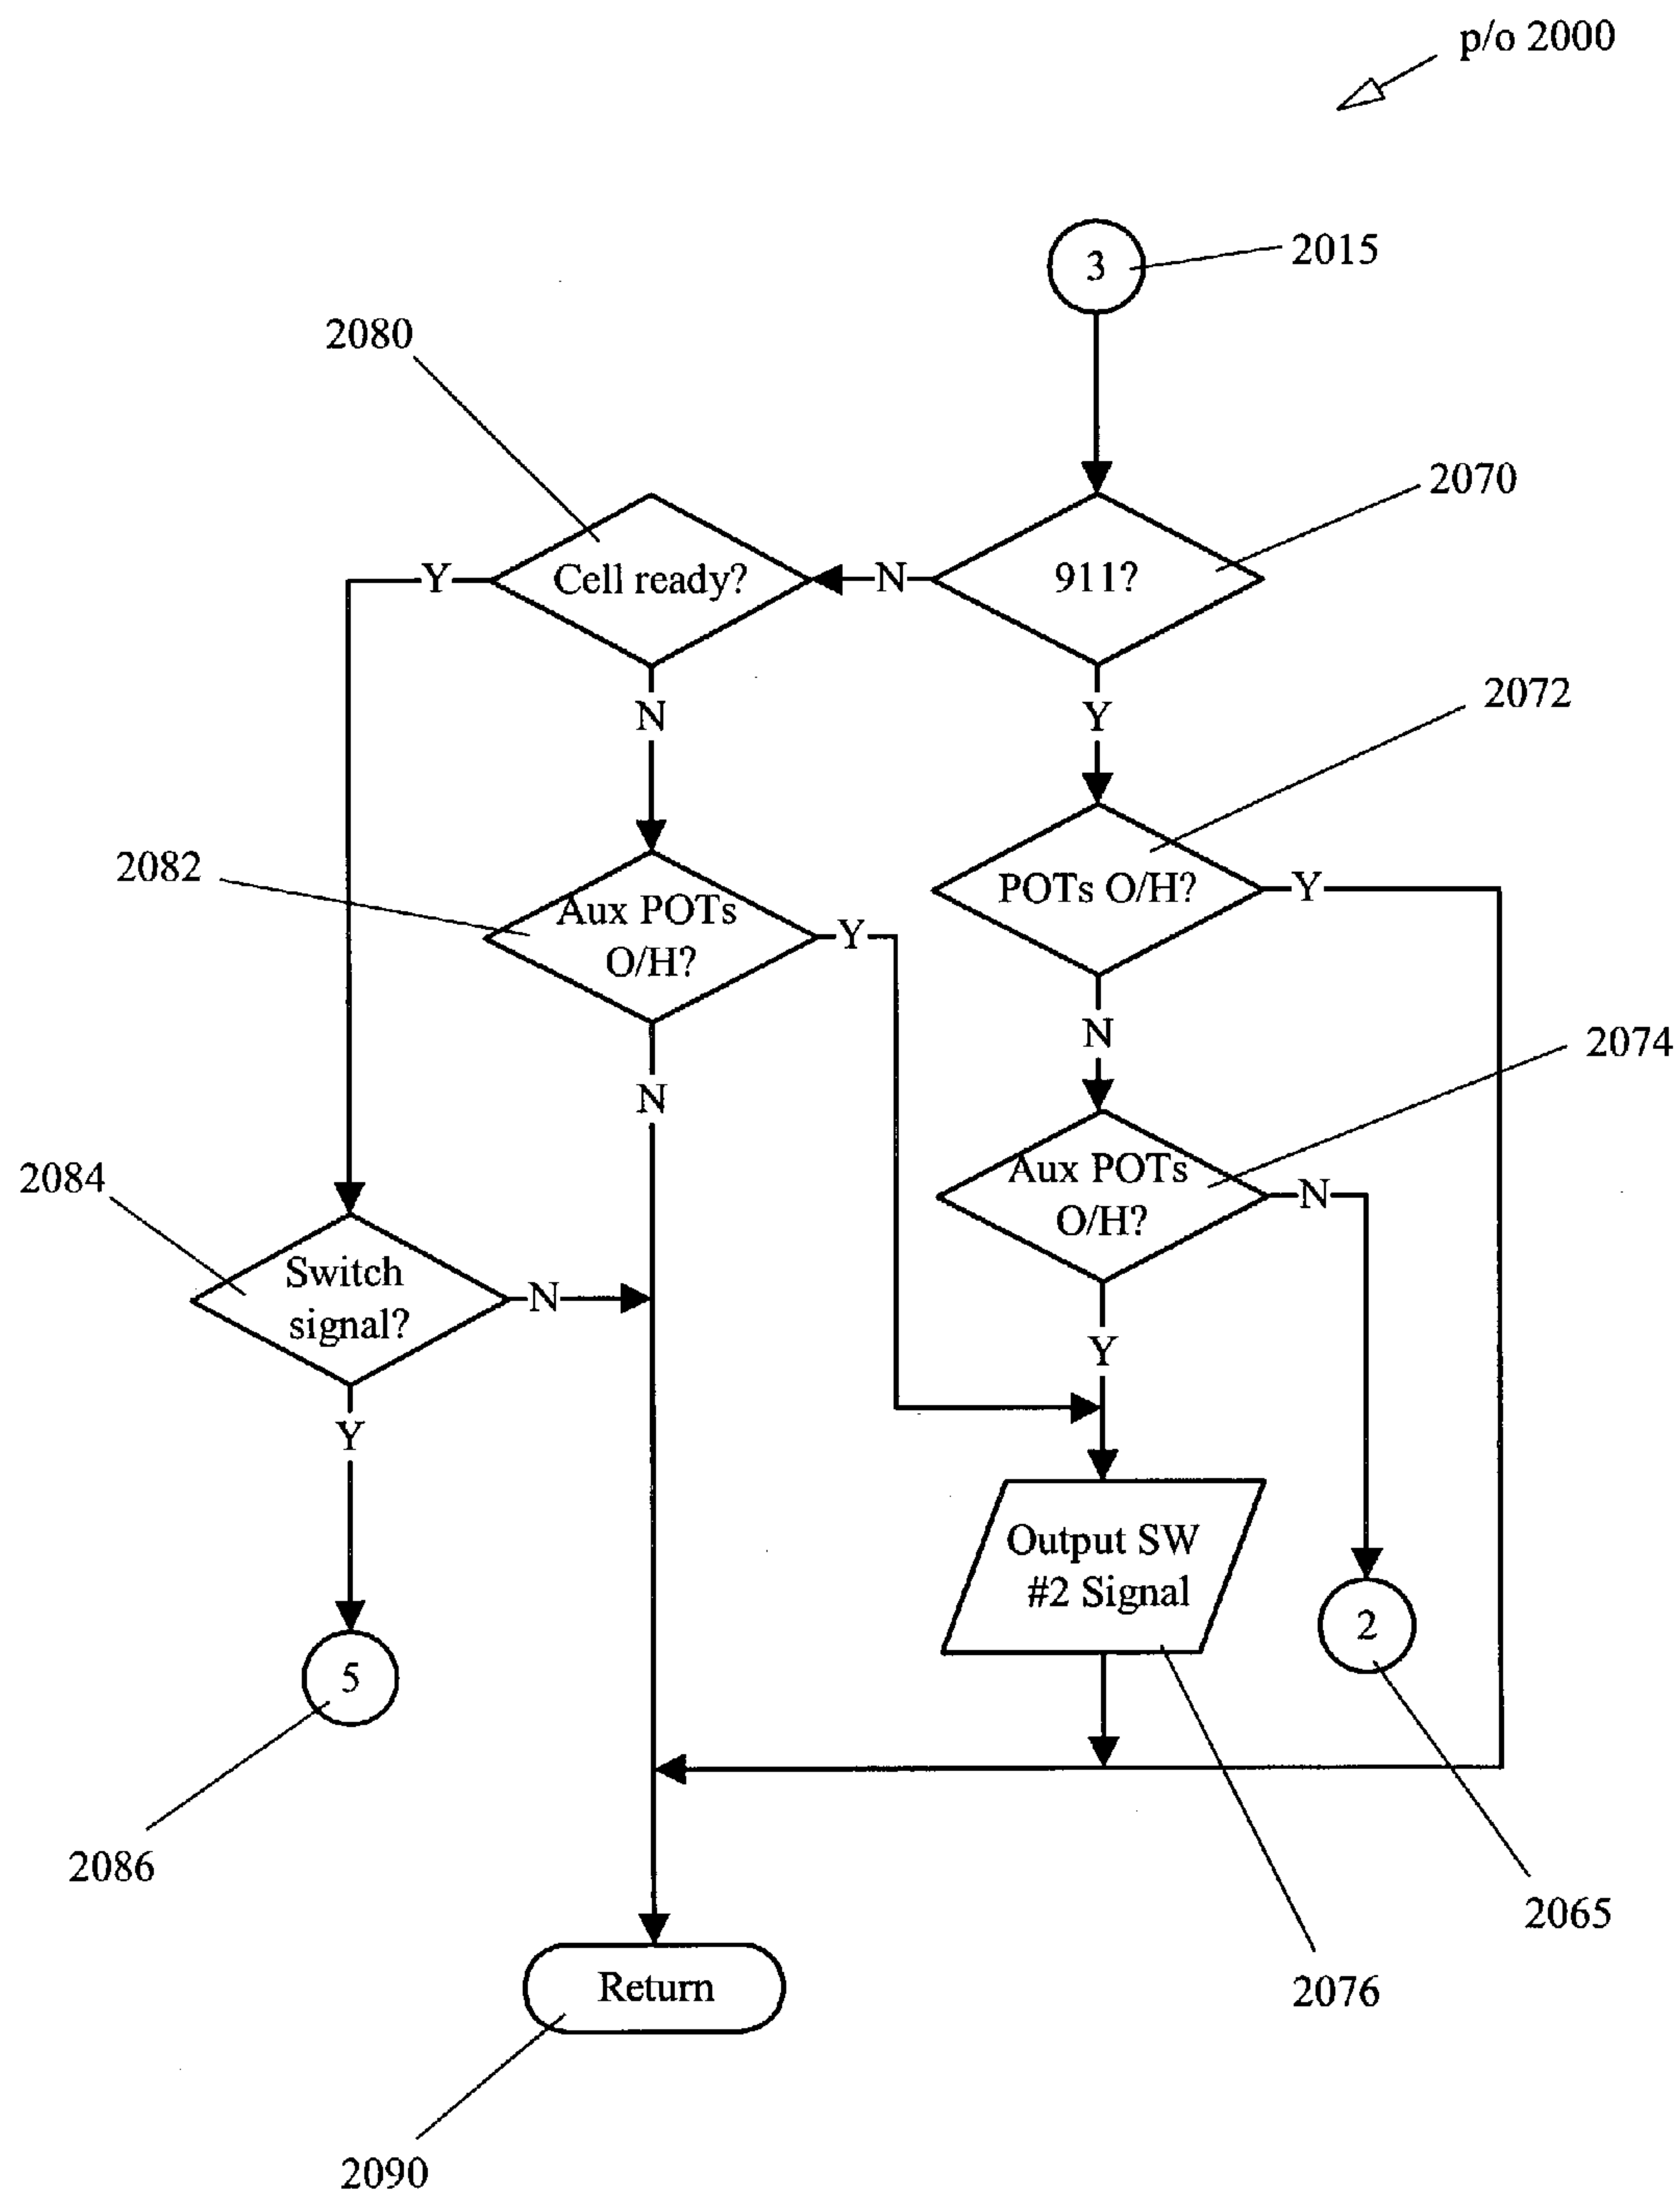 p/o 2000
3
2015
2080
2070
Cell ready?
Y
N
911?
N
Y
2072
2082
Aux POTs
O/H?
Y
POTs O/H?
Y
N
N
2074
2084
Aux POTs
O/H?
N
Switch
signal?
N
Y
Y
Output SW
#2 Signal
2
5
2086
2065
Return
2076
2090